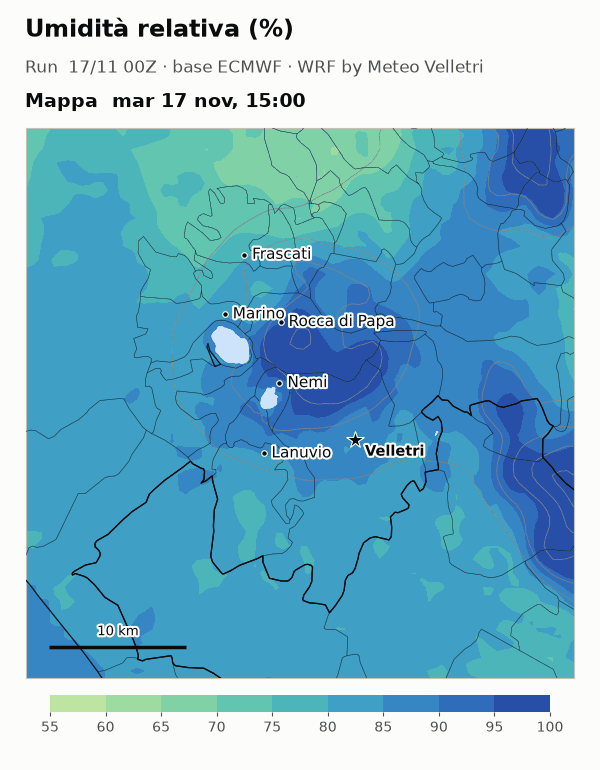 Umidità relativa (%)
Run  17/11 00Z · base ECMWF · WRF by Meteo Velletri
Mappa  mar 17 nov, 15:00
Frascati
Marino
Rocca di Papa
Nemi
Velletri
Lanuvio
10 km
55 60 65 70 75 80 85 90 95 100